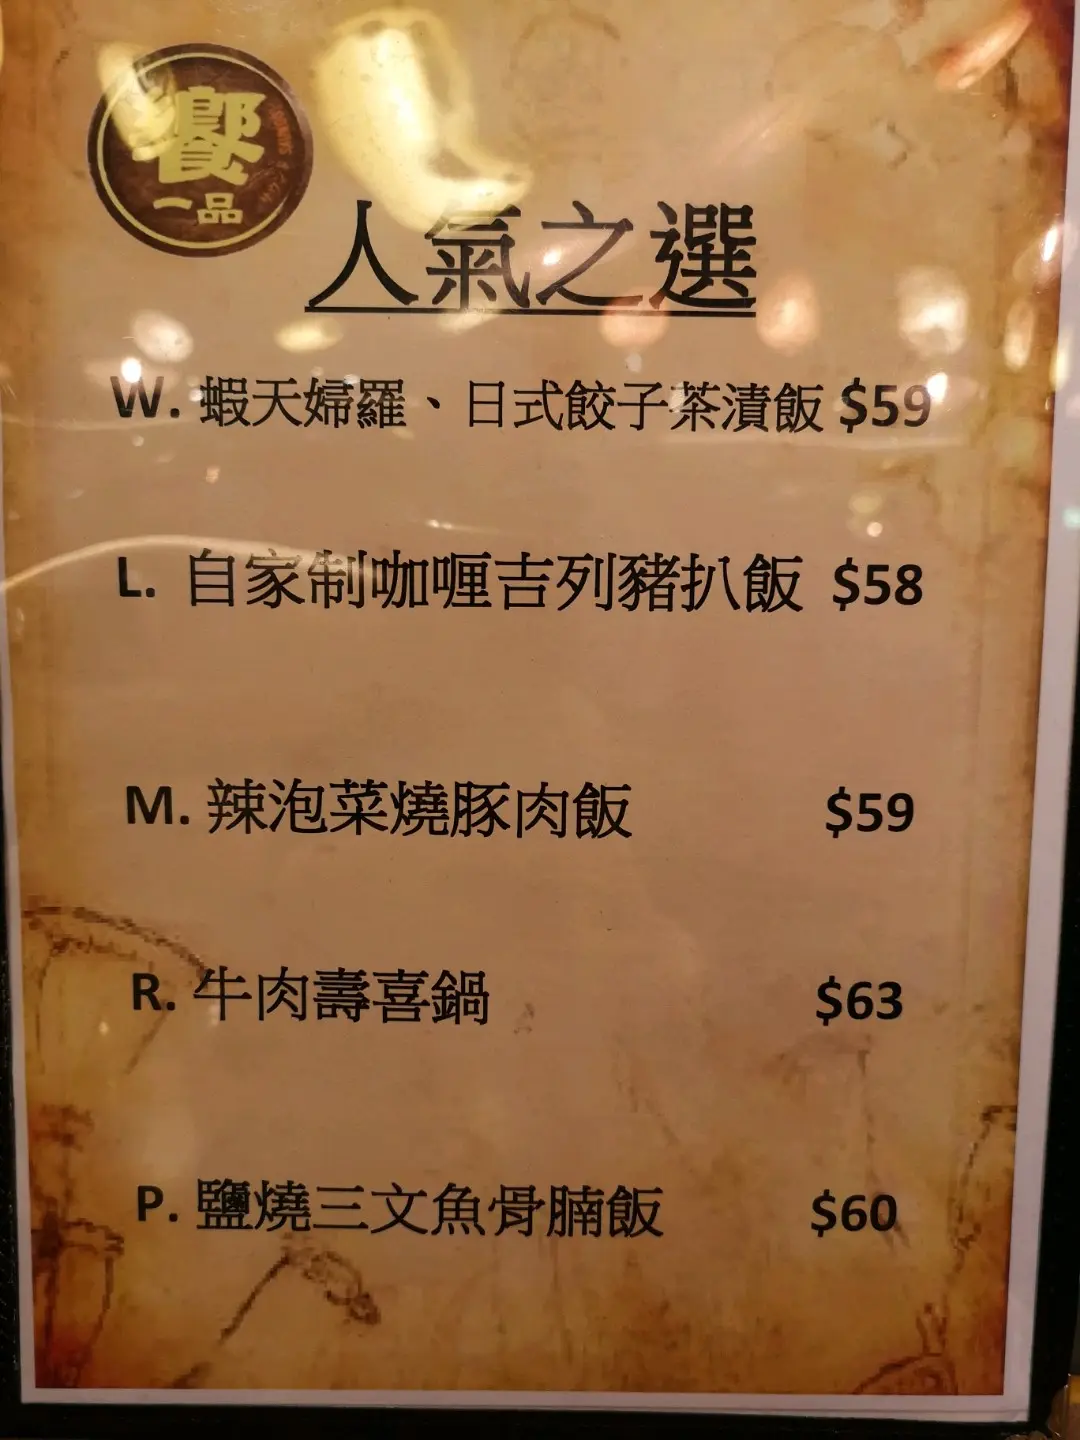 饗
一品
人氣之選
W. 蝦天婦羅、日式餃子茶漬飯 $59
L. 自家制咖喱吉列豬扒飯 $58
M. 辣泡菜燒豚肉飯 $59
R. 牛肉壽喜鍋 $63
P. 鹽燒三文魚骨腩飯 $60